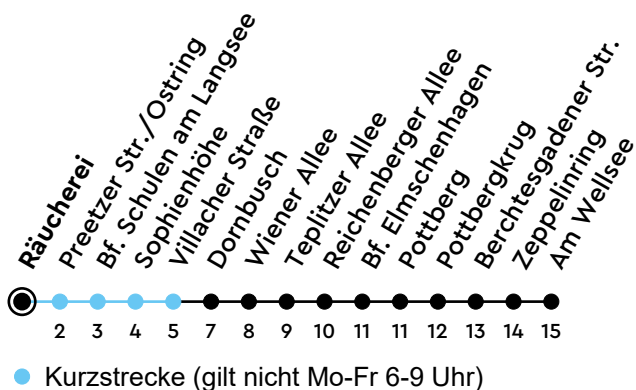 Räucherei
Preetzer Str./Ostring
Bf. Schulen am Langsee
Sophienhöhe
Villacher Straße
Dornbusch
Wiener Allee
Teplitzer Allee
Reichenberger Allee
Bf. Elmschenhagen
Pottberg
Pottbergkrug
Berchtesgadener Str.
Zeppelinring
Am Wellsee
2 3 4 5 7 8 9 10 11 11 12 13 14 15
Kurzstrecke (gilt nicht Mo-Fr 6-9 Uhr)